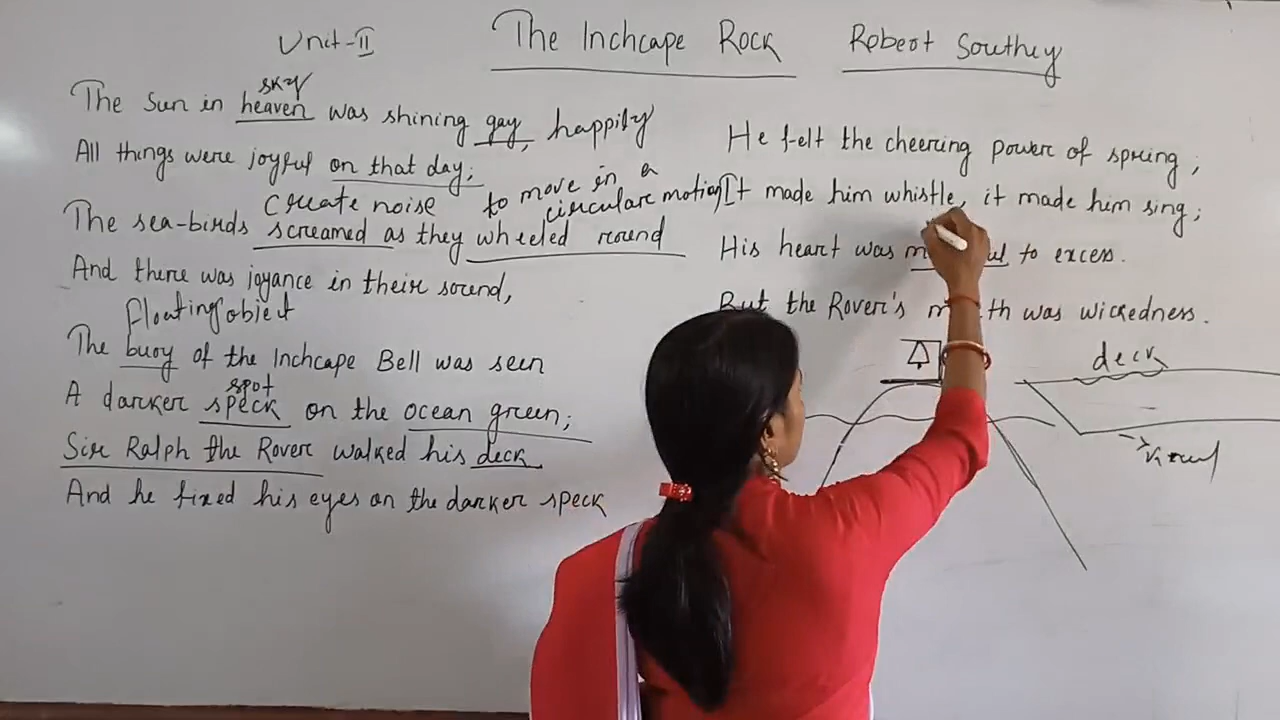 Unit-II
The Inchcape Rock
Robert Southey
sky
The Sun in heaven was shining gay, happily
All things were joyful on that day;
create noise
to move in a
circular motion
The sea-birds screamed as they wheeled round
And there was joyance in their sound,
floating object
The buoy of the Inchcape Bell was seen
spot
A darker speck on the ocean green;
Sir Ralph the Rover walked his deck
And he fixed his eyes on the darker speck
He felt the cheering power of spring;
It made him whistle, it made him sing;
His heart was to excess.
But the Rover's was wickedness.
deck